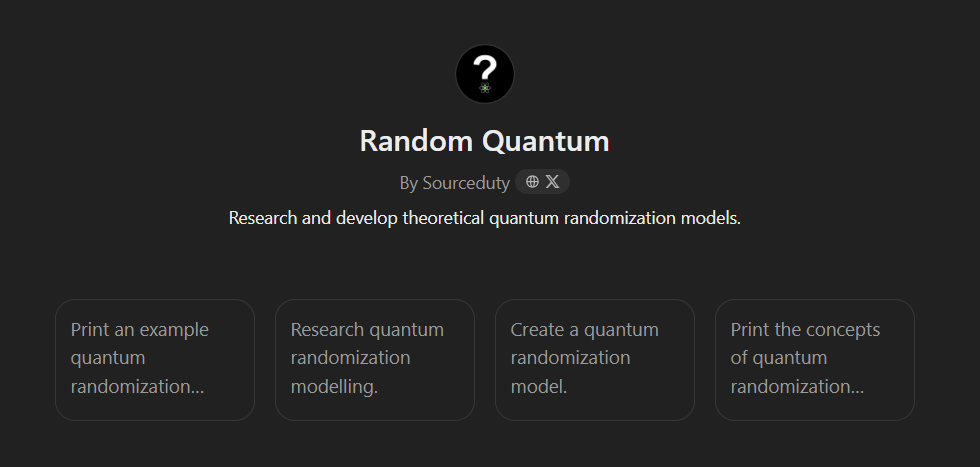 ?
Random Quantum
By Sourceduty
Research and develop theoretical quantum randomization models.
Print an example
quantum
randomization...
Research quantum
randomization
modelling.
Create a quantum
randomization
model.
Print the concepts
of quantum
randomization...